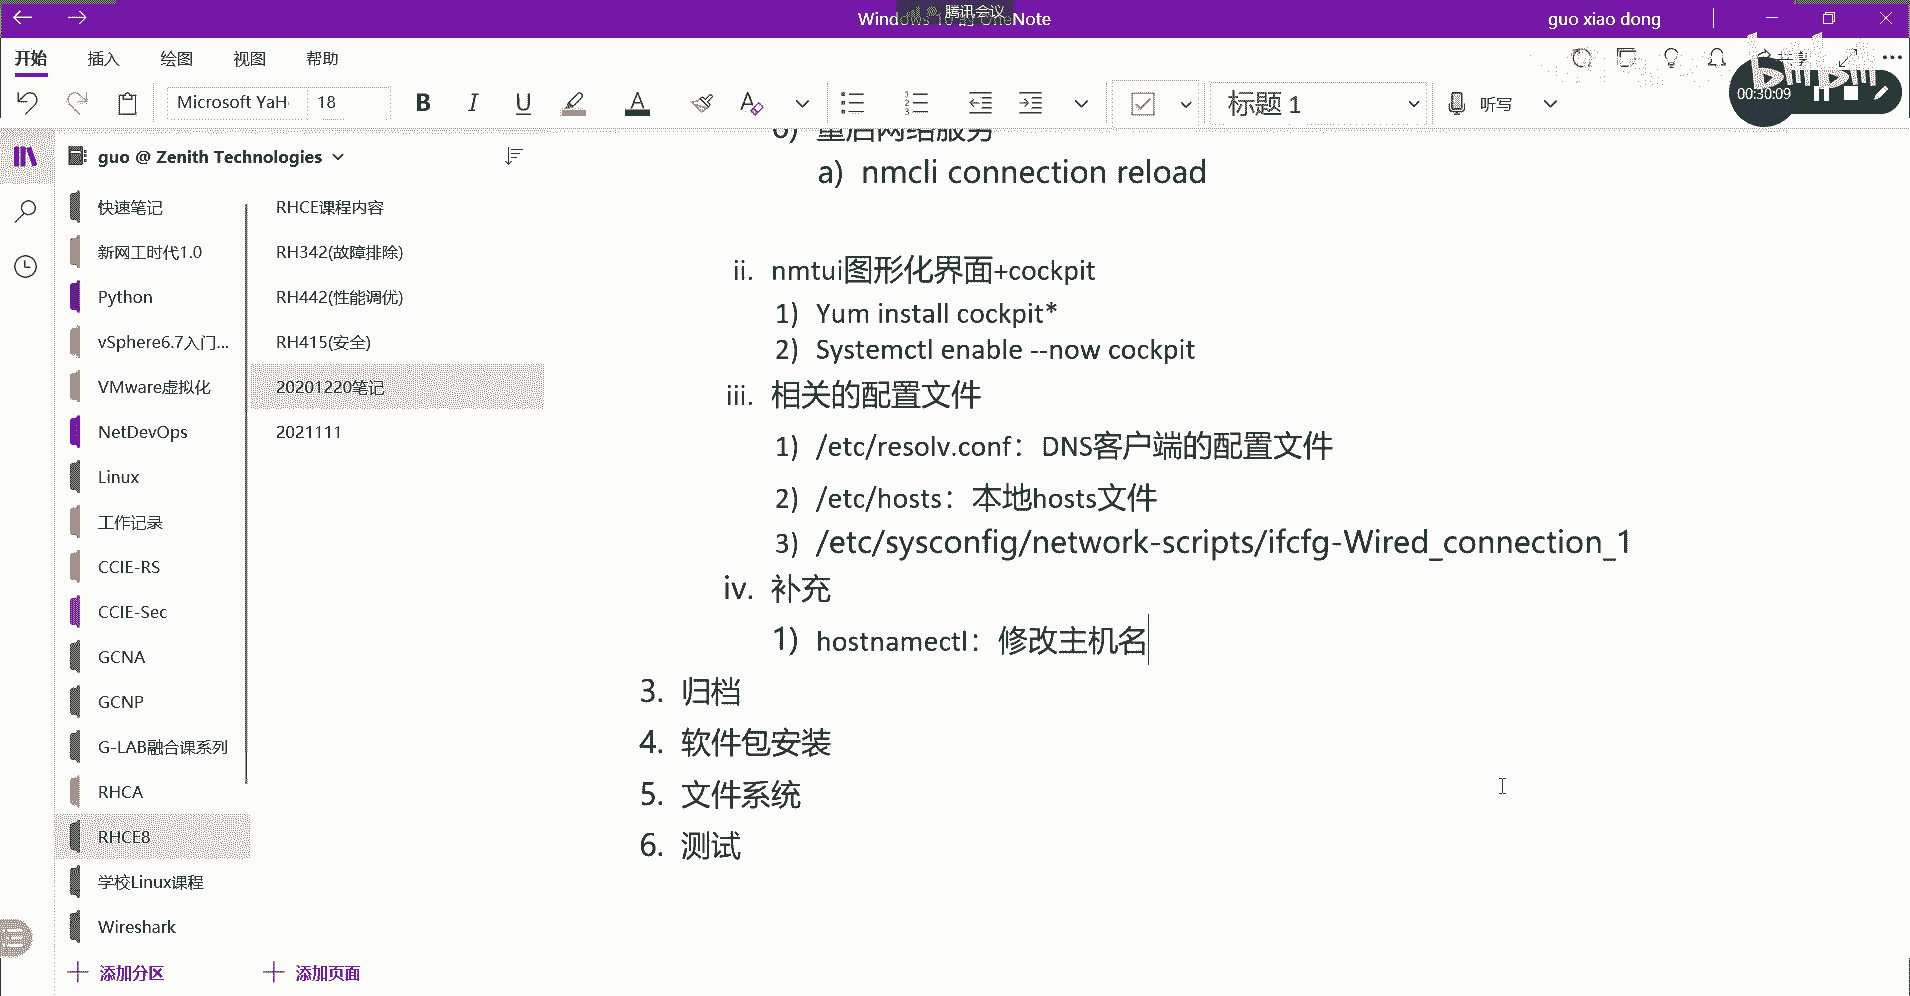 Windows 10 的 OneNote
腾讯会议
guo xiao dong
开始 插入 绘图 视图 帮助
共享
bilibili
00:30:09
Microsoft YaH 18 B I U A A 标题 1 听写
guo @ Zenith Technologies
快速笔记
新网工时代1.0
Python
vSphere6.7入门...
VMware虚拟化
NetDevOps
Linux
工作记录
CCIE-RS
CCIE-Sec
GCNA
GCNP
G-LAB融合课系列
RHCA
RHCE8
学校Linux课程
Wireshark
添加分区
RHCE课程内容
RH342(故障排除)
RH442(性能调优)
RH415(安全)
20201220笔记
2021111
添加页面
6) 重启网络服务
a) nmcli connection reload
ii. nmtui图形化界面+cockpit
1) Yum install cockpit*
2) Systemctl enable --now cockpit
iii. 相关的配置文件
1) /etc/resolv.conf：DNS客户端的配置文件
2) /etc/hosts：本地hosts文件
3) /etc/sysconfig/network-scripts/ifcfg-Wired_connection_1
iv. 补充
1) hostnamectl：修改主机名
3. 归档
4. 软件包安装
5. 文件系统
6. 测试